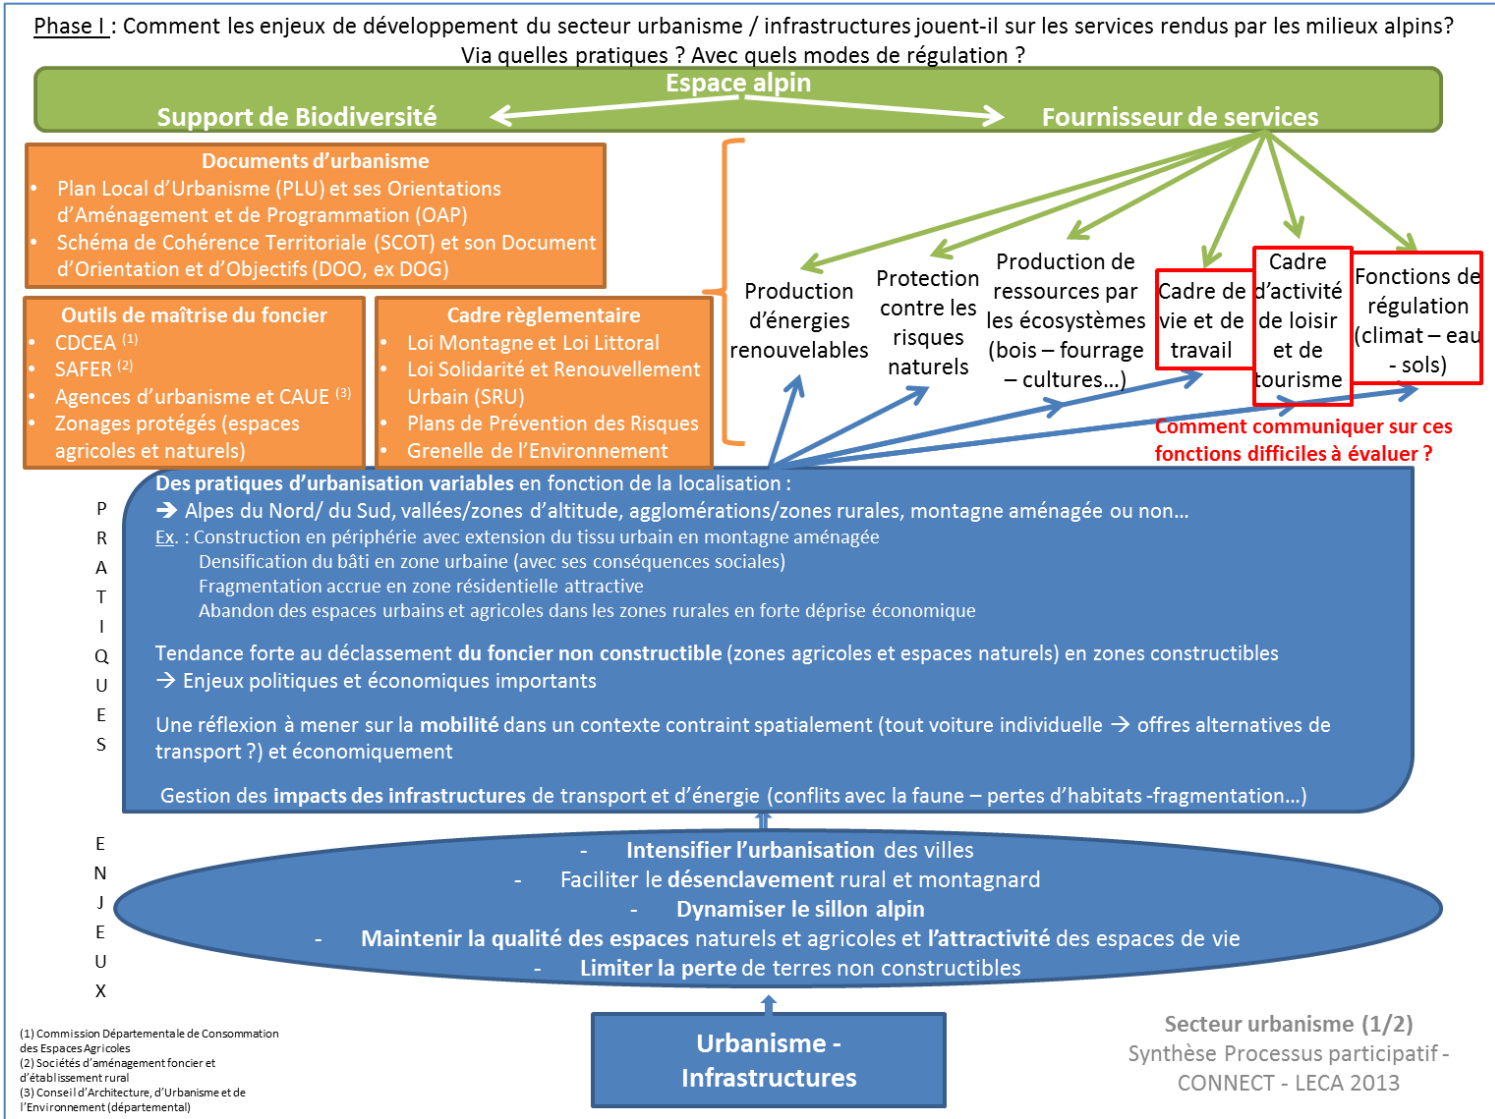 Phase I : Comment les enjeux de développement du secteur urbanisme / infrastructures jouent-il sur les services rendus par les milieux alpins?
Via quelles pratiques ? Avec quels modes de régulation ?
Espace alpin
Support de Biodiversité
Fournisseur de services
Documents d’urbanisme
• Plan Local d’Urbanisme (PLU) et ses Orientations
d’Aménagement et de Programmation (OAP)
• Schéma de Cohérence Territoriale (SCOT) et son Document
d’Orientation et d’Objectifs (DOO, ex DOG)
Outils de maîtrise du foncier
• CDCEA (1)
• SAFER (2)
• Agences d’urbanisme et CAUE (3)
• Zonages protégés (espaces
agricoles et naturels)
Cadre règlementaire
• Loi Montagne et Loi Littoral
• Loi Solidarité et Renouvellement
Urbain (SRU)
• Plans de Prévention des Risques
• Grenelle de l’Environnement
Production
d’énergies
renouvelables
Protection
contre les
risques
naturels
Production de
ressources par
les écosystèmes
(bois – fourrage
– cultures…)
Cadre de
vie et de
travail
Cadre
d’activité
de loisir
et de
tourisme
Fonctions de
régulation
(climat – eau
- sols)
Comment communiquer sur ces
fonctions difficiles à évaluer ?
PRATIQUES
Des pratiques d’urbanisation variables en fonction de la localisation :
➔ Alpes du Nord/ du Sud, vallées/zones d’altitude, agglomérations/zones rurales, montagne aménagée ou non…
Ex. : Construction en périphérie avec extension du tissu urbain en montagne aménagée
Densification du bâti en zone urbaine (avec ses conséquences sociales)
Fragmentation accrue en zone résidentielle attractive
Abandon des espaces urbains et agricoles dans les zones rurales en forte déprise économique
Tendance forte au déclassement du foncier non constructible (zones agricoles et espaces naturels) en zones constructibles
→ Enjeux politiques et économiques importants
Une réflexion à mener sur la mobilité dans un contexte contraint spatialement (tout voiture individuelle → offres alternatives de
transport ?) et économiquement
Gestion des impacts des infrastructures de transport et d’énergie (conflits avec la faune – pertes d’habitats -fragmentation…)
ENJEUX
- Intensifier l’urbanisation des villes
- Faciliter le désenclavement rural et montagnard
- Dynamiser le sillon alpin
- Maintenir la qualité des espaces naturels et agricoles et l’attractivité des espaces de vie
- Limiter la perte de terres non constructibles
Urbanisme -
Infrastructures
(1) Commission Départementale de Consommation
des Espaces Agricoles
(2) Sociétés d’aménagement foncier et
d’établissement rural
(3) Conseil d’Architecture, d’Urbanisme et de
l’Environnement (départemental)
Secteur urbanisme (1/2)
Synthèse Processus participatif -
CONNECT - LECA 2013